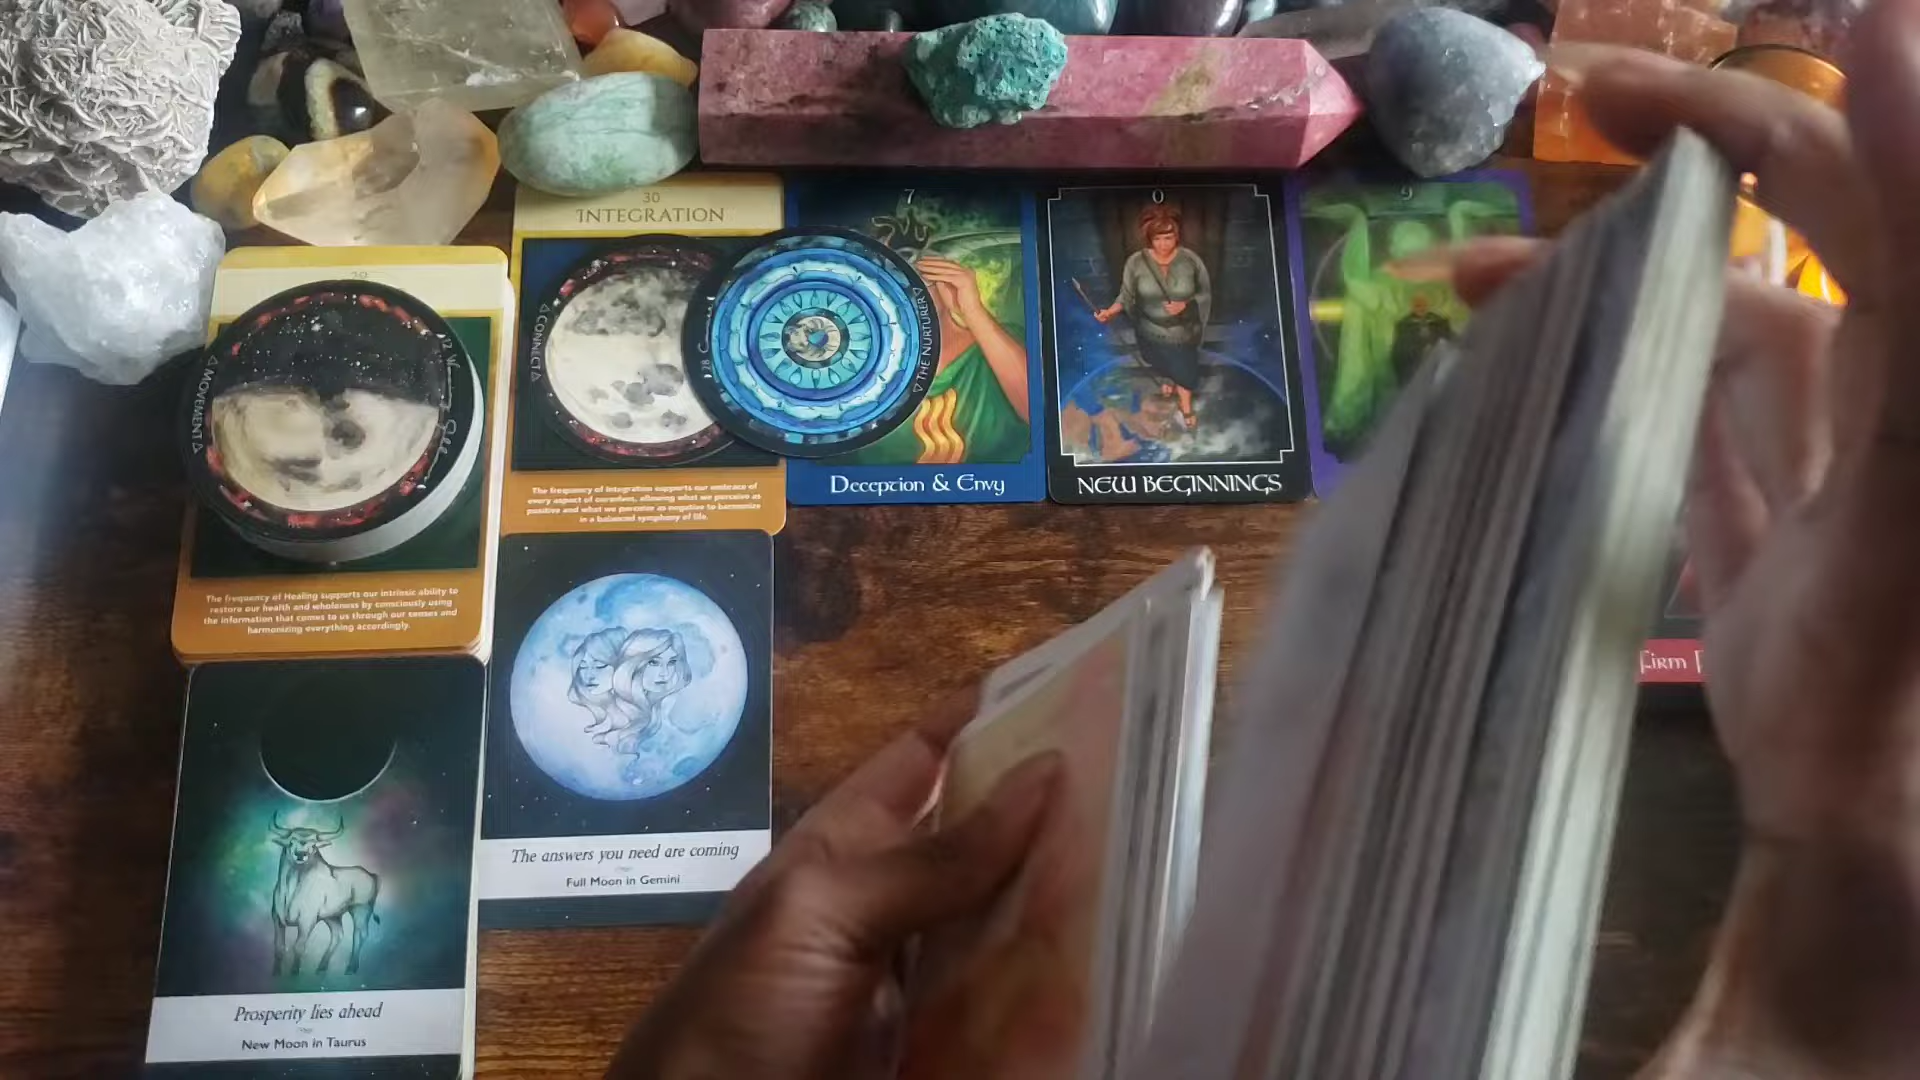 30
INTEGRATION
7
0
9
△ CONNECT △
28
▽ THE NURTURER ▽
Deception & Envy
NEW BEGINNINGS
The frequency of Integration supports our embrace of
every aspect of ourselves, allowing what we perceive as
positive and what we perceive as negative to harmonize
in a balanced symphony of life.
△ MOVEMENT △
12
The frequency of Healing supports our intrinsic ability to
restore our health and wholeness by consciously using
the information that comes to us through our senses and
harmonizing everything accordingly.
Firm
The answers you need are coming
Full Moon in Gemini
Prosperity lies ahead
New Moon in Taurus